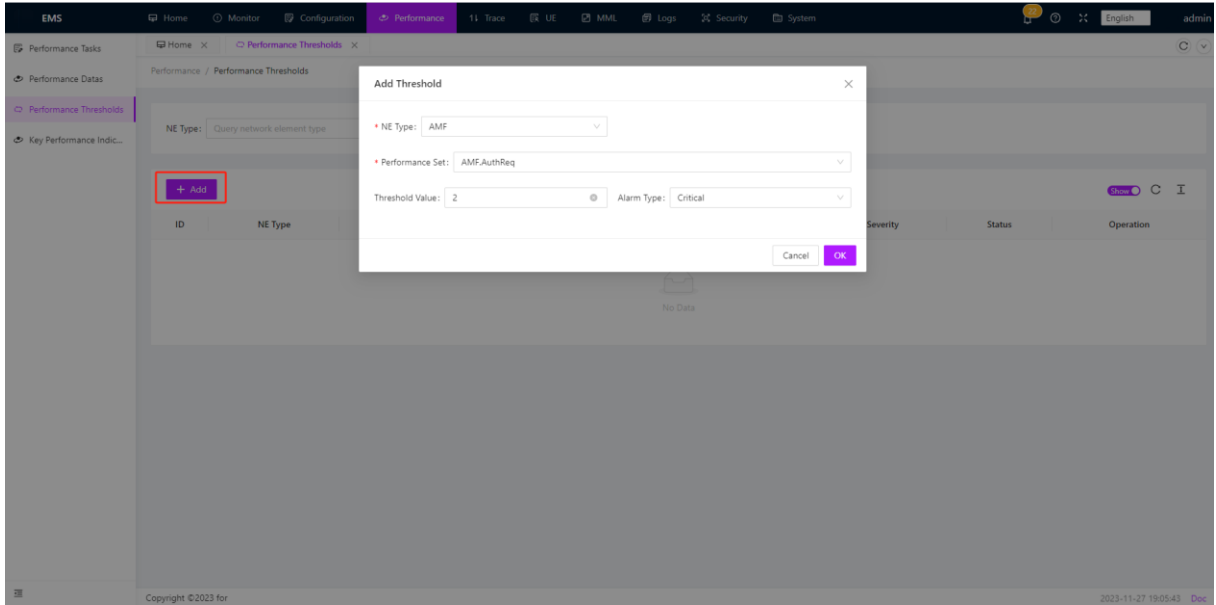 EMS Home Monitor Configuration Performance Trace UE MML Logs Security System 22 English admin
Performance Tasks
Performance Datas
Performance Thresholds
Key Performance Indic...
Home Performance Thresholds
Performance / Performance Thresholds
NE Type: Query network element type
+ Add
Show
ID NE Type Severity Status Operation
No Data
Add Threshold
* NE Type: AMF
* Performance Set: AMF.AuthReq
Threshold Value: 2 Alarm Type: Critical
Cancel OK
Copyright ©2023 for 2023-11-27 19:05:43 Doc